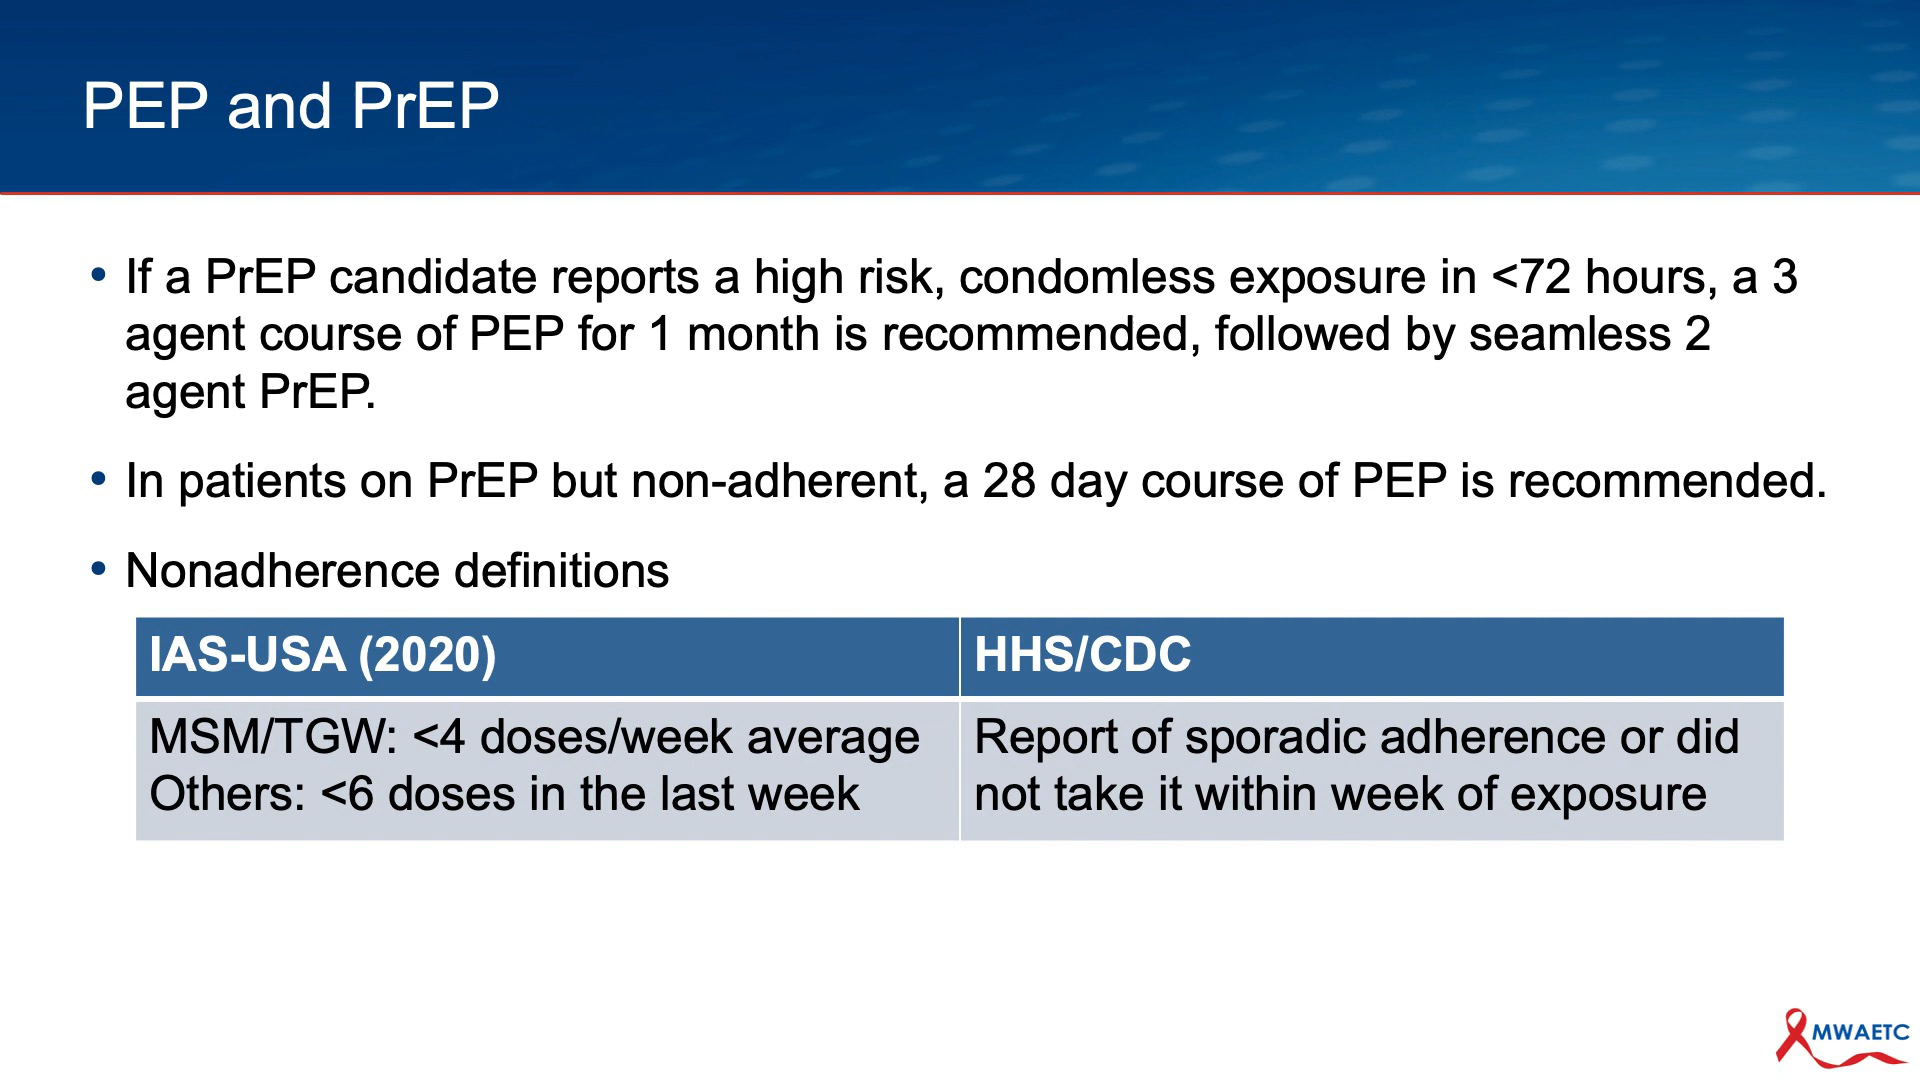 PEP and PrEP
• If a PrEP candidate reports a high risk, condomless exposure in <72 hours, a 3
agent course of PEP for 1 month is recommended, followed by seamless 2
agent PrEP.
• In patients on PrEP but non-adherent, a 28 day course of PEP is recommended.
• Nonadherence definitions
IAS-USA (2020)
HHS/CDC
MSM/TGW: <4 doses/week average
Others: <6 doses in the last week
Report of sporadic adherence or did
not take it within week of exposure
MWAETC